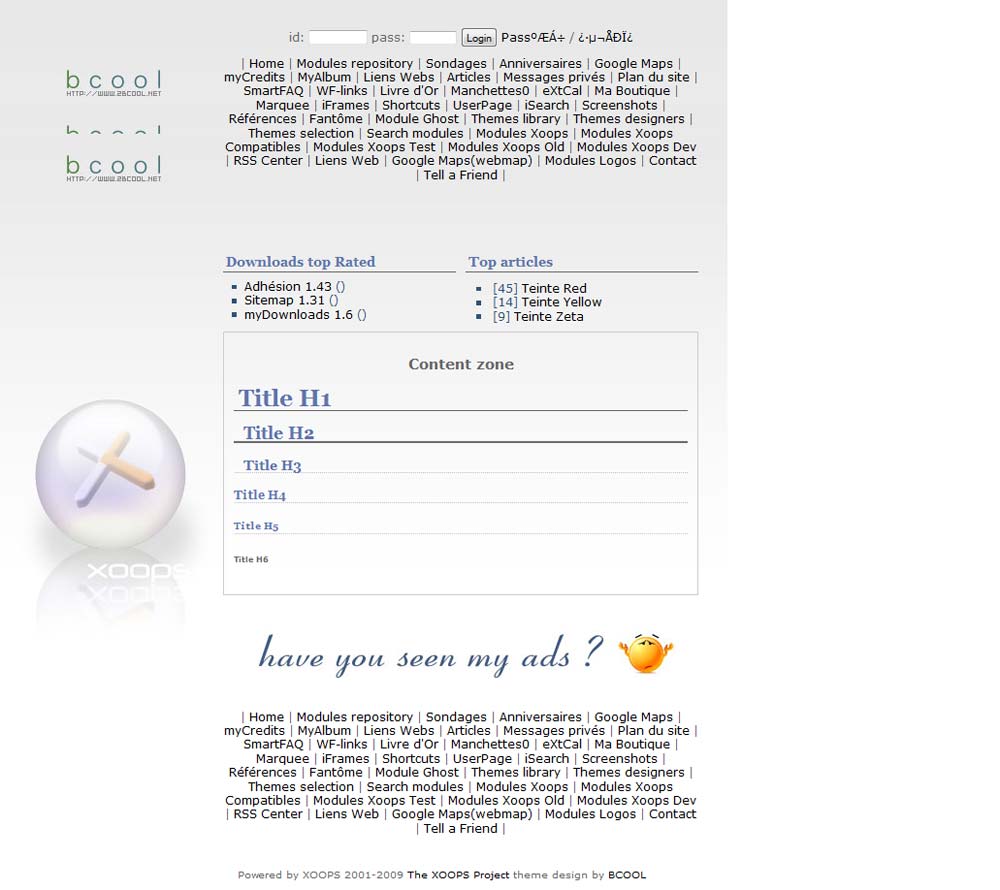 id: pass: Login PassºÆÁ÷ / ¿·µ¬ÅÐÏ¿
| Home | Modules repository | Sondages | Anniversaires | Google Maps |
myCredits | MyAlbum | Liens Webs | Articles | Messages privés | Plan du site |
SmartFAQ | WF-links | Livre d'Or | Manchettes0 | eXtCal | Ma Boutique |
Marquee | iFrames | Shortcuts | UserPage | iSearch | Screenshots |
Références | Fantôme | Module Ghost | Themes library | Themes designers |
Themes selection | Search modules | Modules Xoops | Modules Xoops
Compatibles | Modules Xoops Test | Modules Xoops Old | Modules Xoops Dev
| RSS Center | Liens Web | Google Maps(webmap) | Modules Logos | Contact
| Tell a Friend |
bcool
HTTP://WWW.2BCOOL.NET
bcool
bcool
HTTP://WWW.2BCOOL.NET
Downloads top Rated
Adhésion 1.43 ()
Sitemap 1.31 ()
myDownloads 1.6 ()
Top articles
[45] Teinte Red
[14] Teinte Yellow
[9] Teinte Zeta
Content zone
Title H1
Title H2
Title H3
Title H4
Title H5
Title H6
xoops
have you seen my ads ?
| Home | Modules repository | Sondages | Anniversaires | Google Maps |
myCredits | MyAlbum | Liens Webs | Articles | Messages privés | Plan du site |
SmartFAQ | WF-links | Livre d'Or | Manchettes0 | eXtCal | Ma Boutique |
Marquee | iFrames | Shortcuts | UserPage | iSearch | Screenshots |
Références | Fantôme | Module Ghost | Themes library | Themes designers |
Themes selection | Search modules | Modules Xoops | Modules Xoops
Compatibles | Modules Xoops Test | Modules Xoops Old | Modules Xoops Dev
| RSS Center | Liens Web | Google Maps(webmap) | Modules Logos | Contact
| Tell a Friend |
Powered by XOOPS 2001-2009 The XOOPS Project theme design by BCOOL